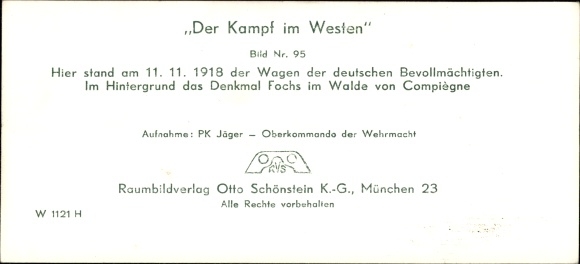 „Der Kampf im Westen"
Bild Nr. 95
Hier stand am 11. 11. 1918 der Wagen der deutschen Bevollmächtigten.
Im Hintergrund das Denkmal Fochs im Walde von Compiègne
Aufnahme: PK Jäger — Oberkommando der Wehrmacht
RVOS
Raumbildverlag Otto Schönstein K.-G., München 23
Alle Rechte vorbehalten
W 1121 H